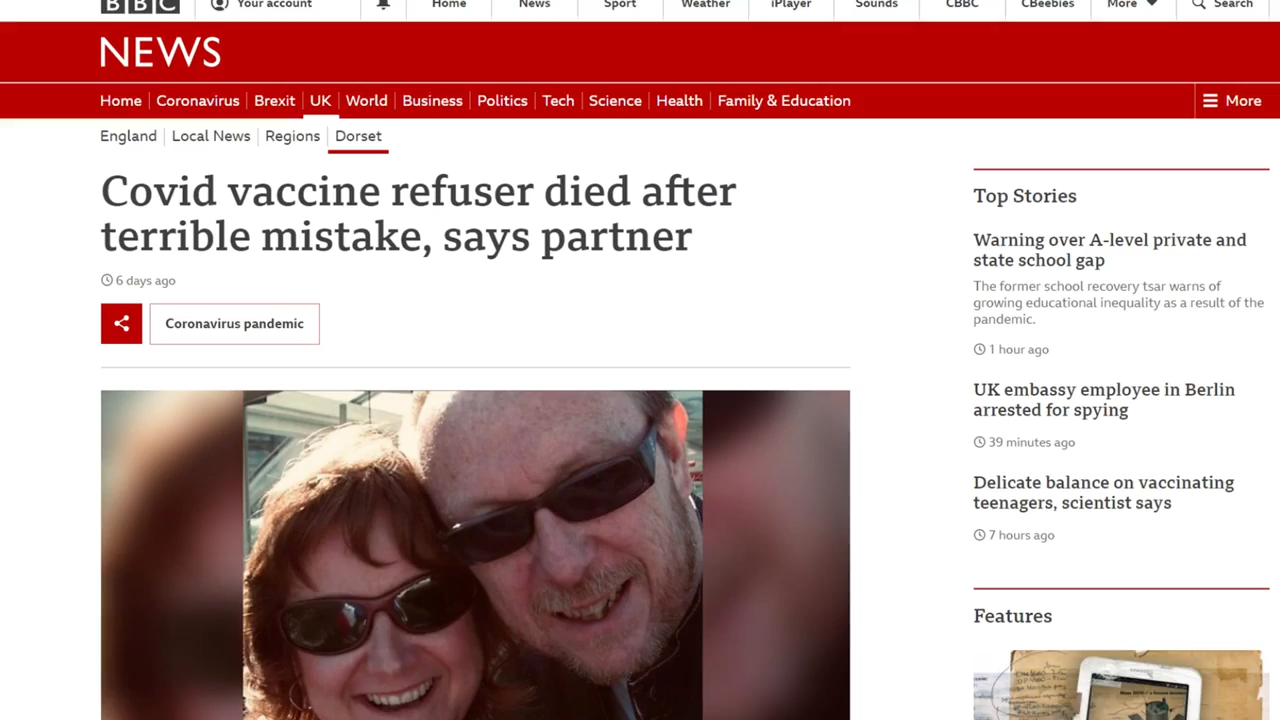 BBC Your account Home News Sport Weather iPlayer Sounds CBBC CBeebies More Search
NEWS
Home Coronavirus Brexit UK World Business Politics Tech Science Health Family & Education More
England Local News Regions Dorset
Covid vaccine refuser died after
terrible mistake, says partner
6 days ago
Coronavirus pandemic
Top Stories
Warning over A-level private and
state school gap
The former school recovery tsar warns of
growing educational inequality as a result of the
pandemic.
1 hour ago
UK embassy employee in Berlin
arrested for spying
39 minutes ago
Delicate balance on vaccinating
teenagers, scientist says
7 hours ago
Features